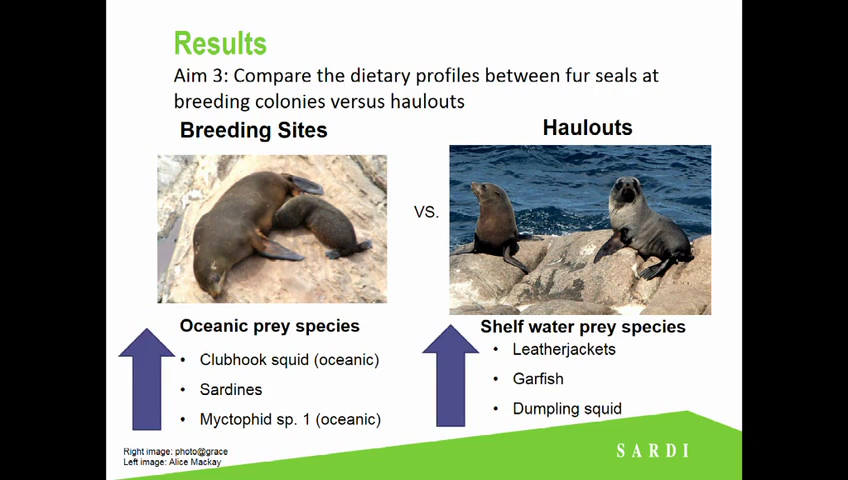 Results
Aim 3: Compare the dietary profiles between fur seals at
breeding colonies versus haulouts
Breeding Sites
Haulouts
VS.
Oceanic prey species
• Clubhook squid (oceanic)
• Sardines
• Myctophid sp. 1 (oceanic)
Shelf water prey species
• Leatherjackets
• Garfish
• Dumpling squid
Right image: photo@grace
Left image: Alice Mackay
SARDI